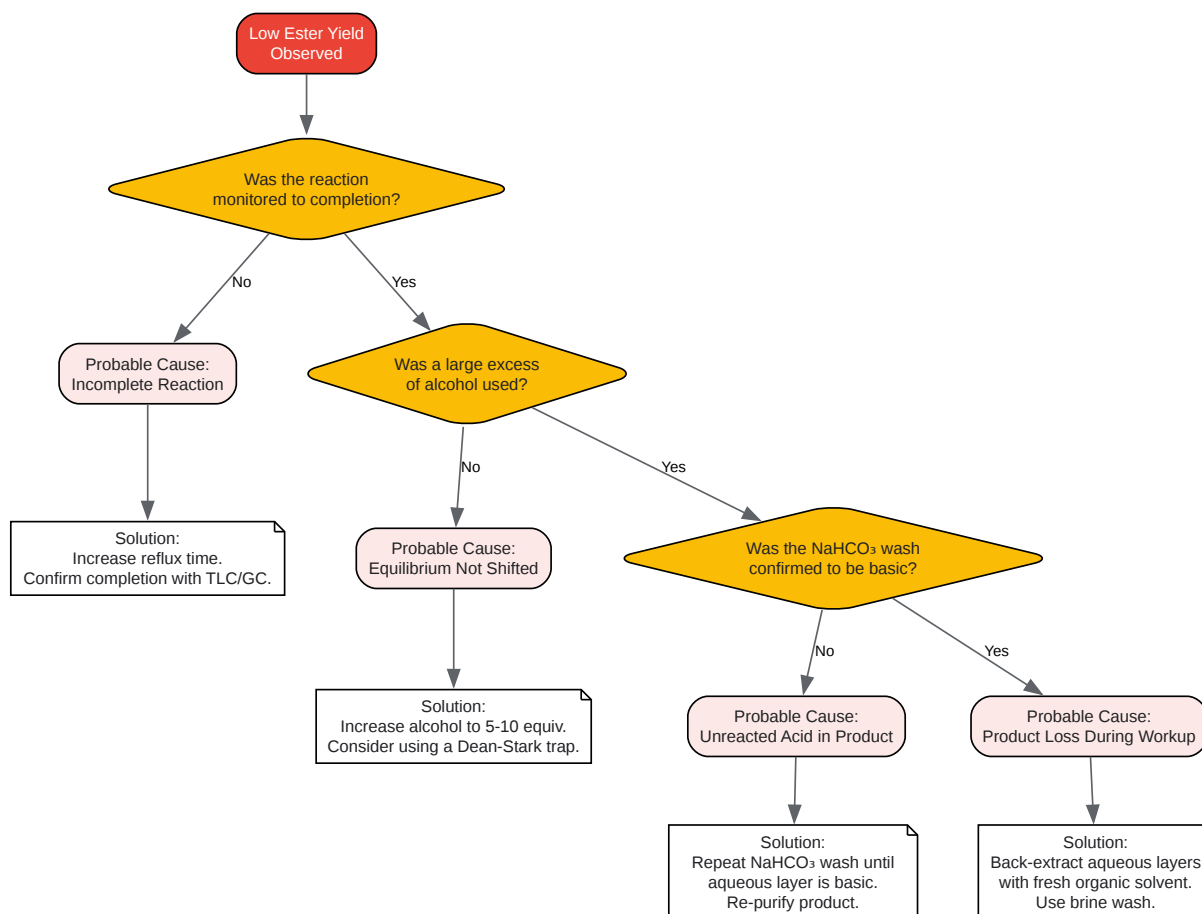 Low Ester Yield
Observed
Was the reaction
monitored to completion?
No
Yes
Probable Cause:
Incomplete Reaction
Was a large excess
of alcohol used?
No
Yes
Solution:
Increase reflux time.
Confirm completion with TLC/GC.
Probable Cause:
Equilibrium Not Shifted
Was the NaHCO₃ wash
confirmed to be basic?
No
Yes
Solution:
Increase alcohol to 5-10 equiv.
Consider using a Dean-Stark trap.
Probable Cause:
Unreacted Acid in Product
Probable Cause:
Product Loss During Workup
Solution:
Repeat NaHCO₃ wash until
aqueous layer is basic.
Re-purify product.
Solution:
Back-extract aqueous layers
with fresh organic solvent.
Use brine wash.